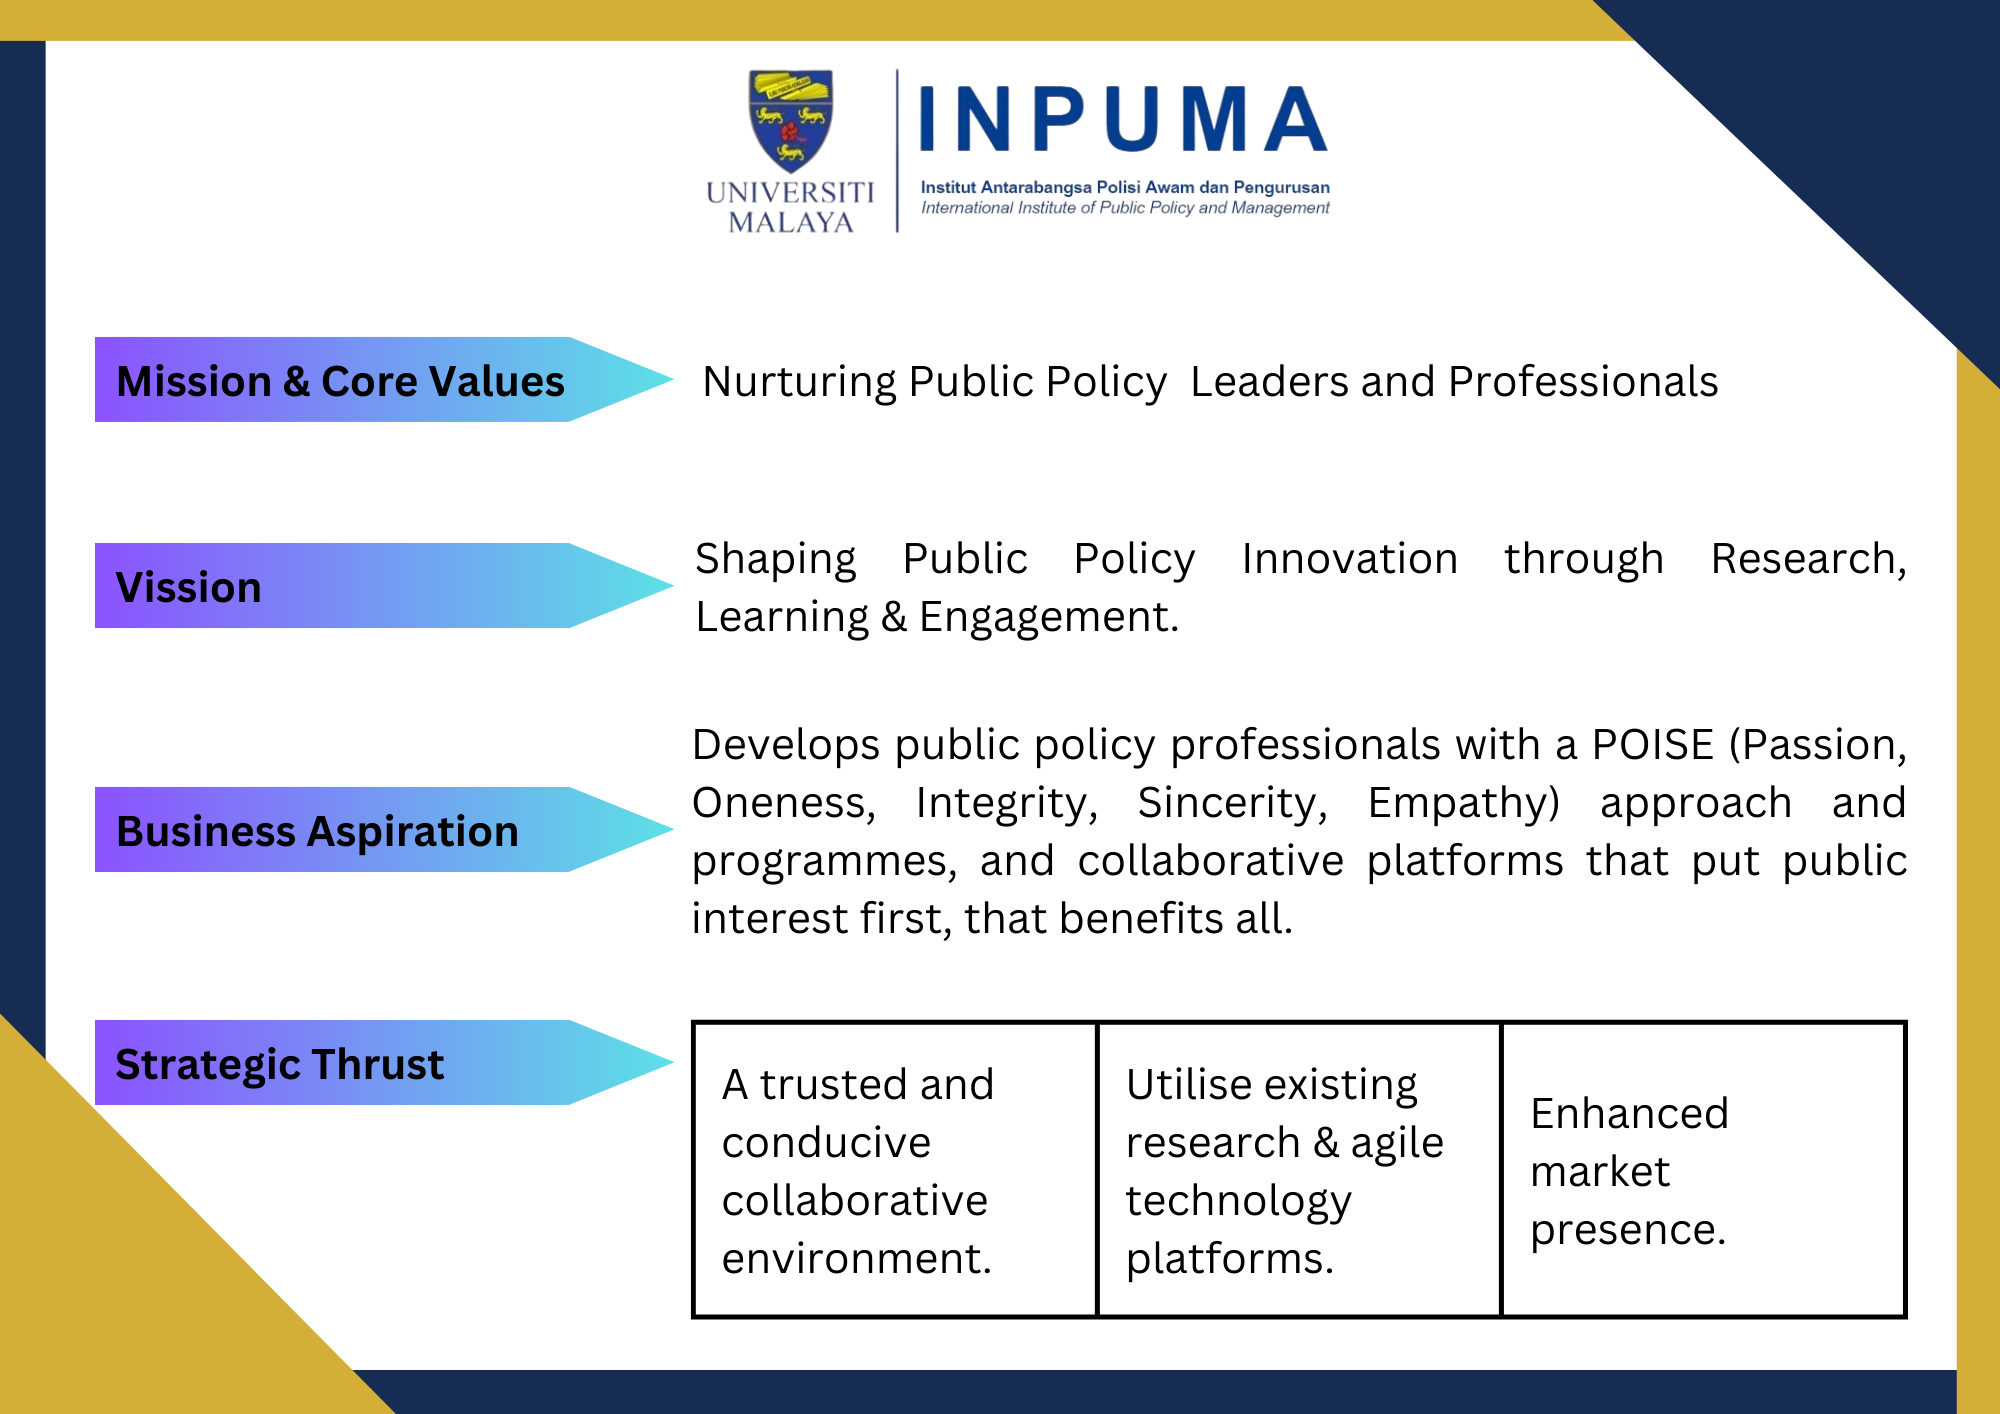 UNIVERSITI
MALAYA
INPUMA
Institut Antarabangsa Polisi Awam dan Pengurusan
International Institute of Public Policy and Management
Mission & Core Values
Nurturing Public Policy  Leaders and Professionals
Vission
Shaping Public Policy Innovation through Research,
Learning & Engagement.
Business Aspiration
Develops public policy professionals with a POISE (Passion,
Oneness, Integrity, Sincerity, Empathy) approach and
programmes, and collaborative platforms that put public
interest first, that benefits all.
Strategic Thrust
A trusted and
conducive
collaborative
environment.
Utilise existing
research & agile
technology
platforms.
Enhanced
market
presence.